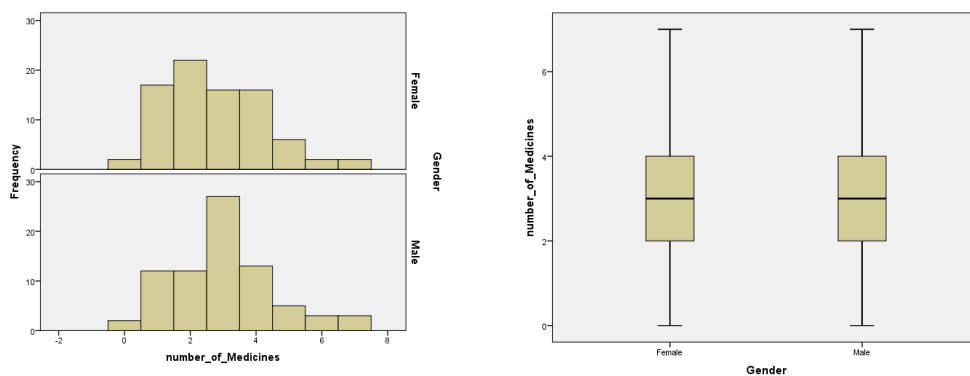 30
20
10
0
Female
30
20
10
0
Male
Frequency
Gender
-2 0 2 4 6 8
number_of_Medicines
6
4
2
0
number_of_Medicines
Female Male
Gender